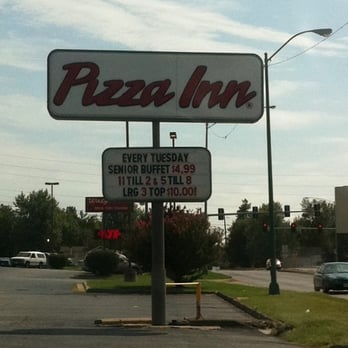 Pizza Inn®
EVERY TUESDAY
SENIOR BUFFET $4.99
11 TILL 2 & 5 TILL 8
LRG 3 TOP $10.00!